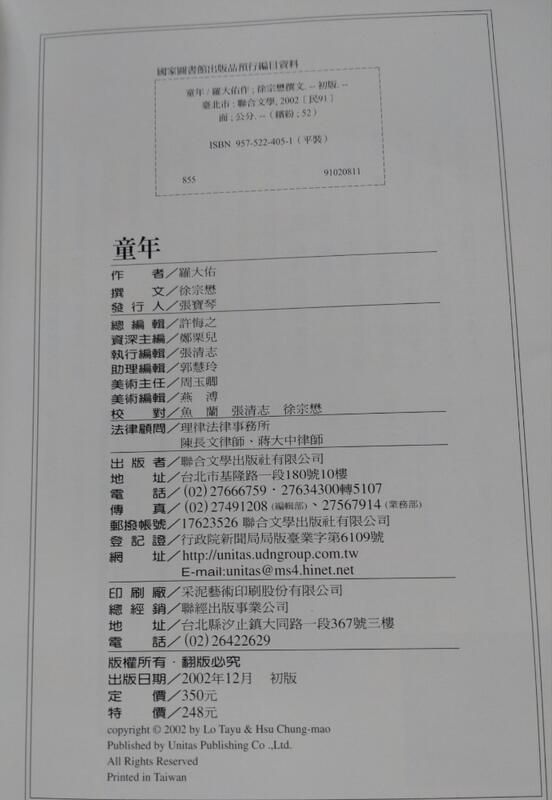 國家圖書館出版品預行編目資料
童年 / 羅大佑作 ; 徐宗懋撰文. -- 初版. --
臺北市 : 聯合文學, 2002 [民91]
面 ; 公分. -- (繽紛 ; 52)
ISBN 957-522-405-1 (平裝)
855 91020811
童年
作者／羅大佑
撰文／徐宗懋
發行人／張寶琴
總編輯／許悔之
資深主編／鄭栗兒
執行編輯／張清志
助理編輯／郭慧玲
美術主任／周玉卿
美術編輯／燕溥
校對／魚蘭 張清志 徐宗懋
法律顧問／理律法律事務所
陳長文律師、蔣大中律師
出版者／聯合文學出版社有限公司
地址／台北市基隆路一段180號10樓
電話／(02)27666759．27634300轉5107
傳真／(02)27491208 (編輯部)、27567914 (業務部)
郵撥帳號／17623526 聯合文學出版社有限公司
登記證／行政院新聞局局版臺業字第6109號
網址／http://unitas.udngroup.com.tw
E-mail:unitas@ms4.hinet.net
印刷廠／采泥藝術印刷股份有限公司
總經銷／聯經出版事業公司
地址／台北縣汐止鎮大同路一段367號三樓
電話／(02)26422629
版權所有．翻版必究
出版日期／2002年12月 初版
定價／350元
特價／248元
copyright © 2002 by Lo Tayu & Hsu Chung-mao
Published by Unitas Publishing Co .,Ltd.
All Rights Reserved
Printed in Taiwan